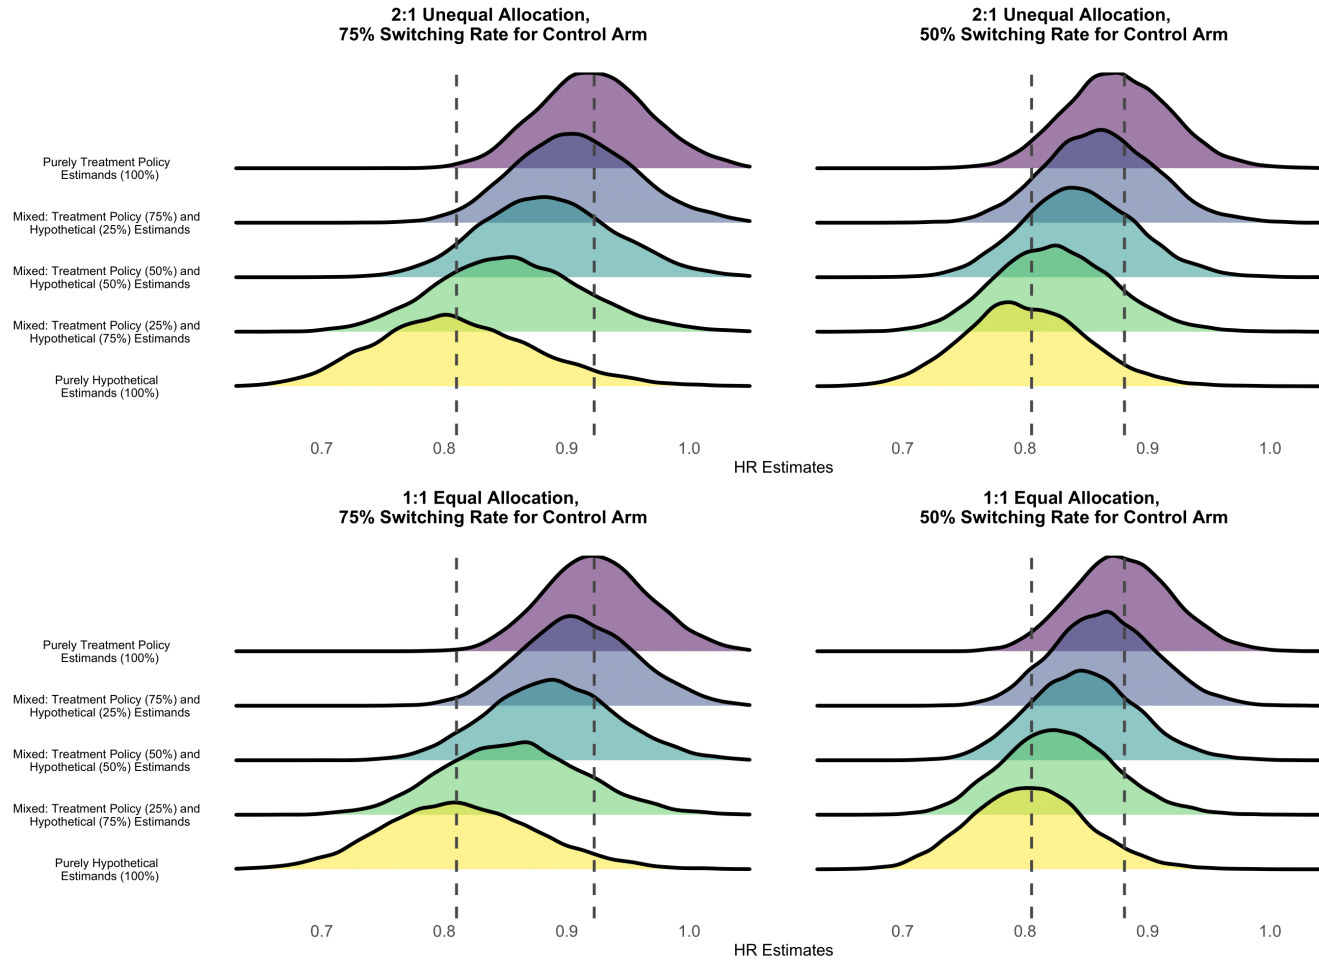 2:1 Unequal Allocation,
75% Switching Rate for Control Arm
2:1 Unequal Allocation,
50% Switching Rate for Control Arm
Purely Treatment Policy
Estimands (100%)
Mixed: Treatment Policy (75%) and
Hypothetical (25%) Estimands
Mixed: Treatment Policy (50%) and
Hypothetical (50%) Estimands
Mixed: Treatment Policy (25%) and
Hypothetical (75%) Estimands
Purely Hypothetical
Estimands (100%)
0.7 0.8 0.9 1.0
0.7 0.8 0.9 1.0
HR Estimates
1:1 Equal Allocation,
75% Switching Rate for Control Arm
1:1 Equal Allocation,
50% Switching Rate for Control Arm
Purely Treatment Policy
Estimands (100%)
Mixed: Treatment Policy (75%) and
Hypothetical (25%) Estimands
Mixed: Treatment Policy (50%) and
Hypothetical (50%) Estimands
Mixed: Treatment Policy (25%) and
Hypothetical (75%) Estimands
Purely Hypothetical
Estimands (100%)
0.7 0.8 0.9 1.0
0.7 0.8 0.9 1.0
HR Estimates